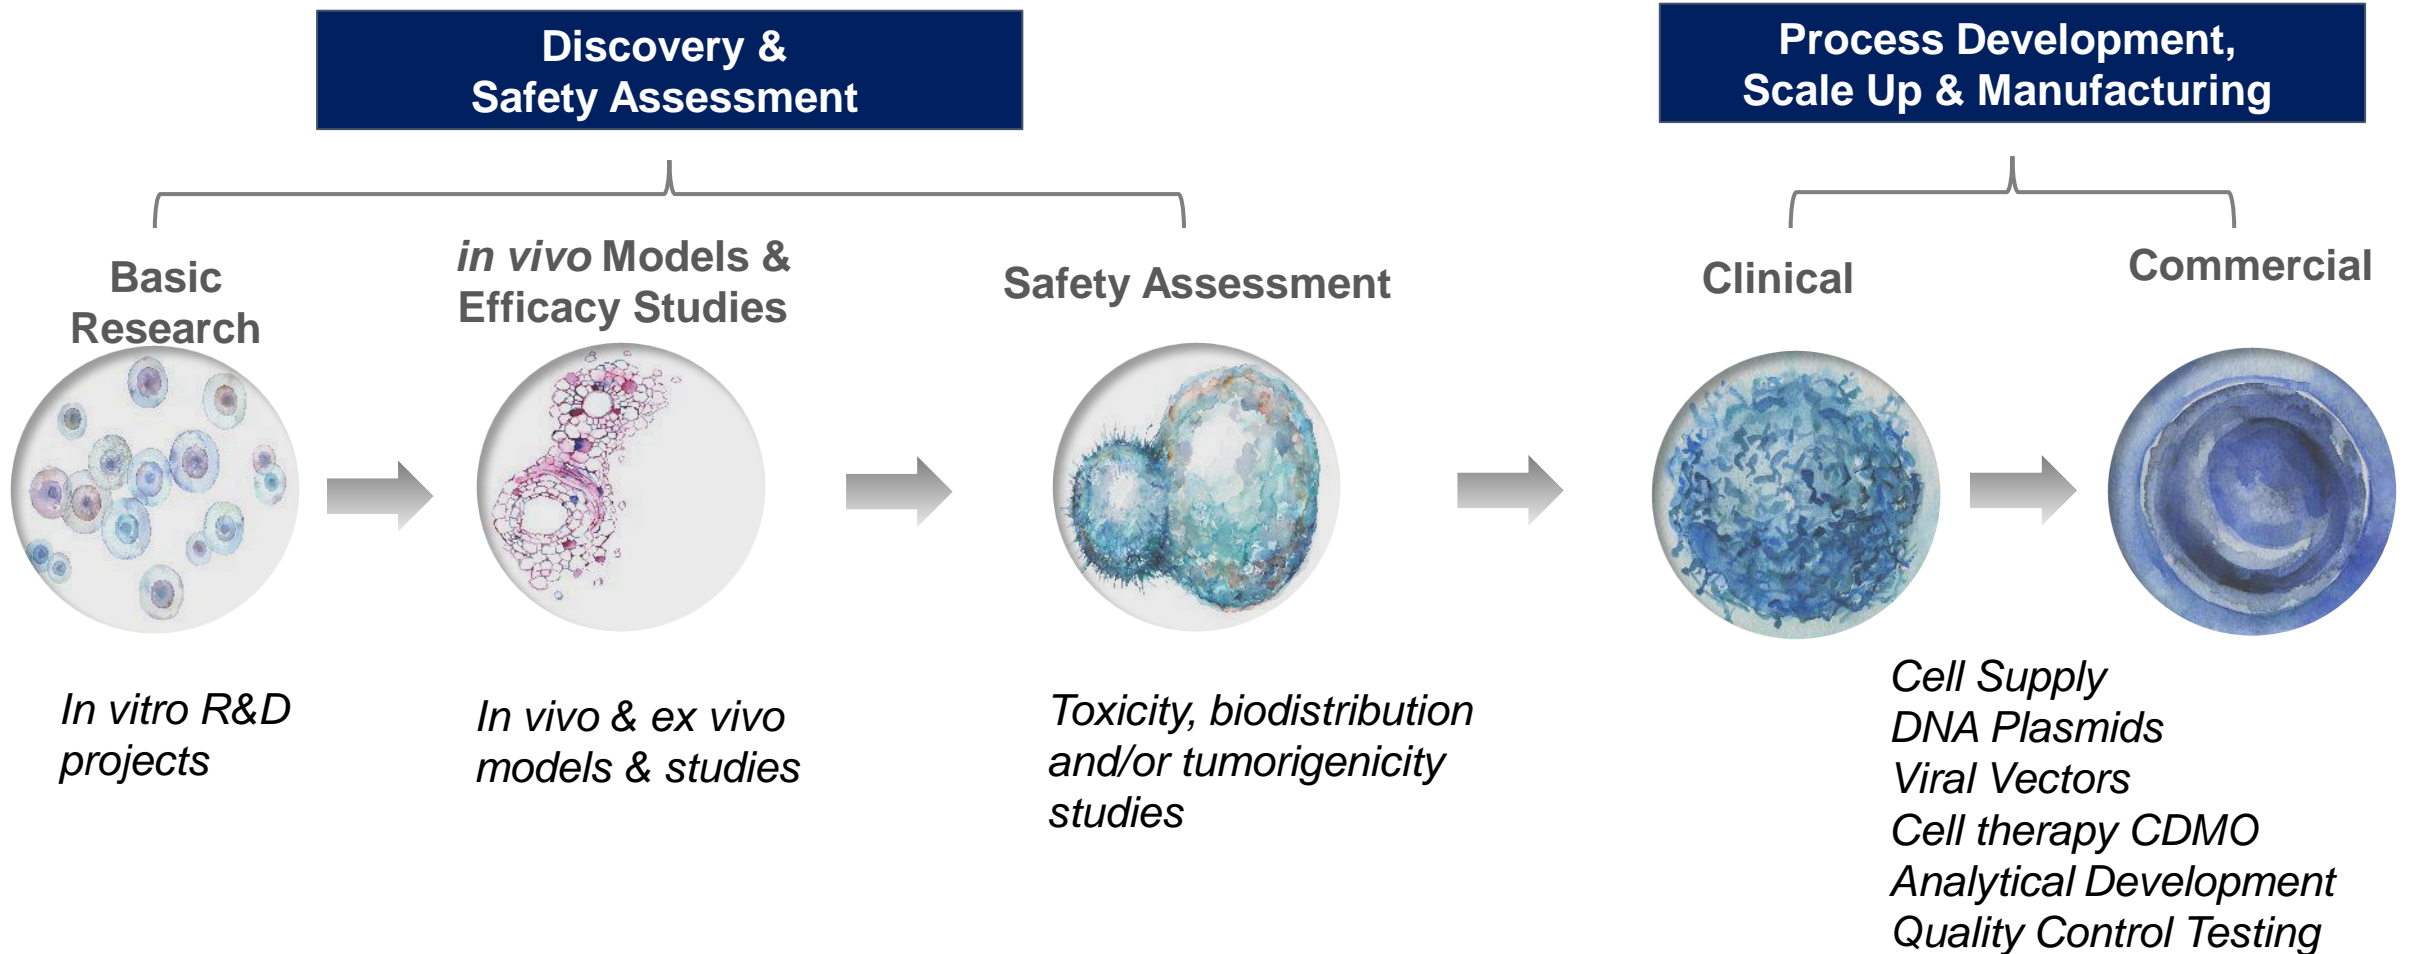 Discovery &
Safety Assessment
Process Development,
Scale Up & Manufacturing
Basic
Research
in vivo Models &
Efficacy Studies
Safety Assessment
Clinical
Commercial
In vitro R&D
projects
In vivo & ex vivo
models & studies
Toxicity, biodistribution
and/or tumorigenicity
studies
Cell Supply
DNA Plasmids
Viral Vectors
Cell therapy CDMO
Analytical Development
Quality Control Testing